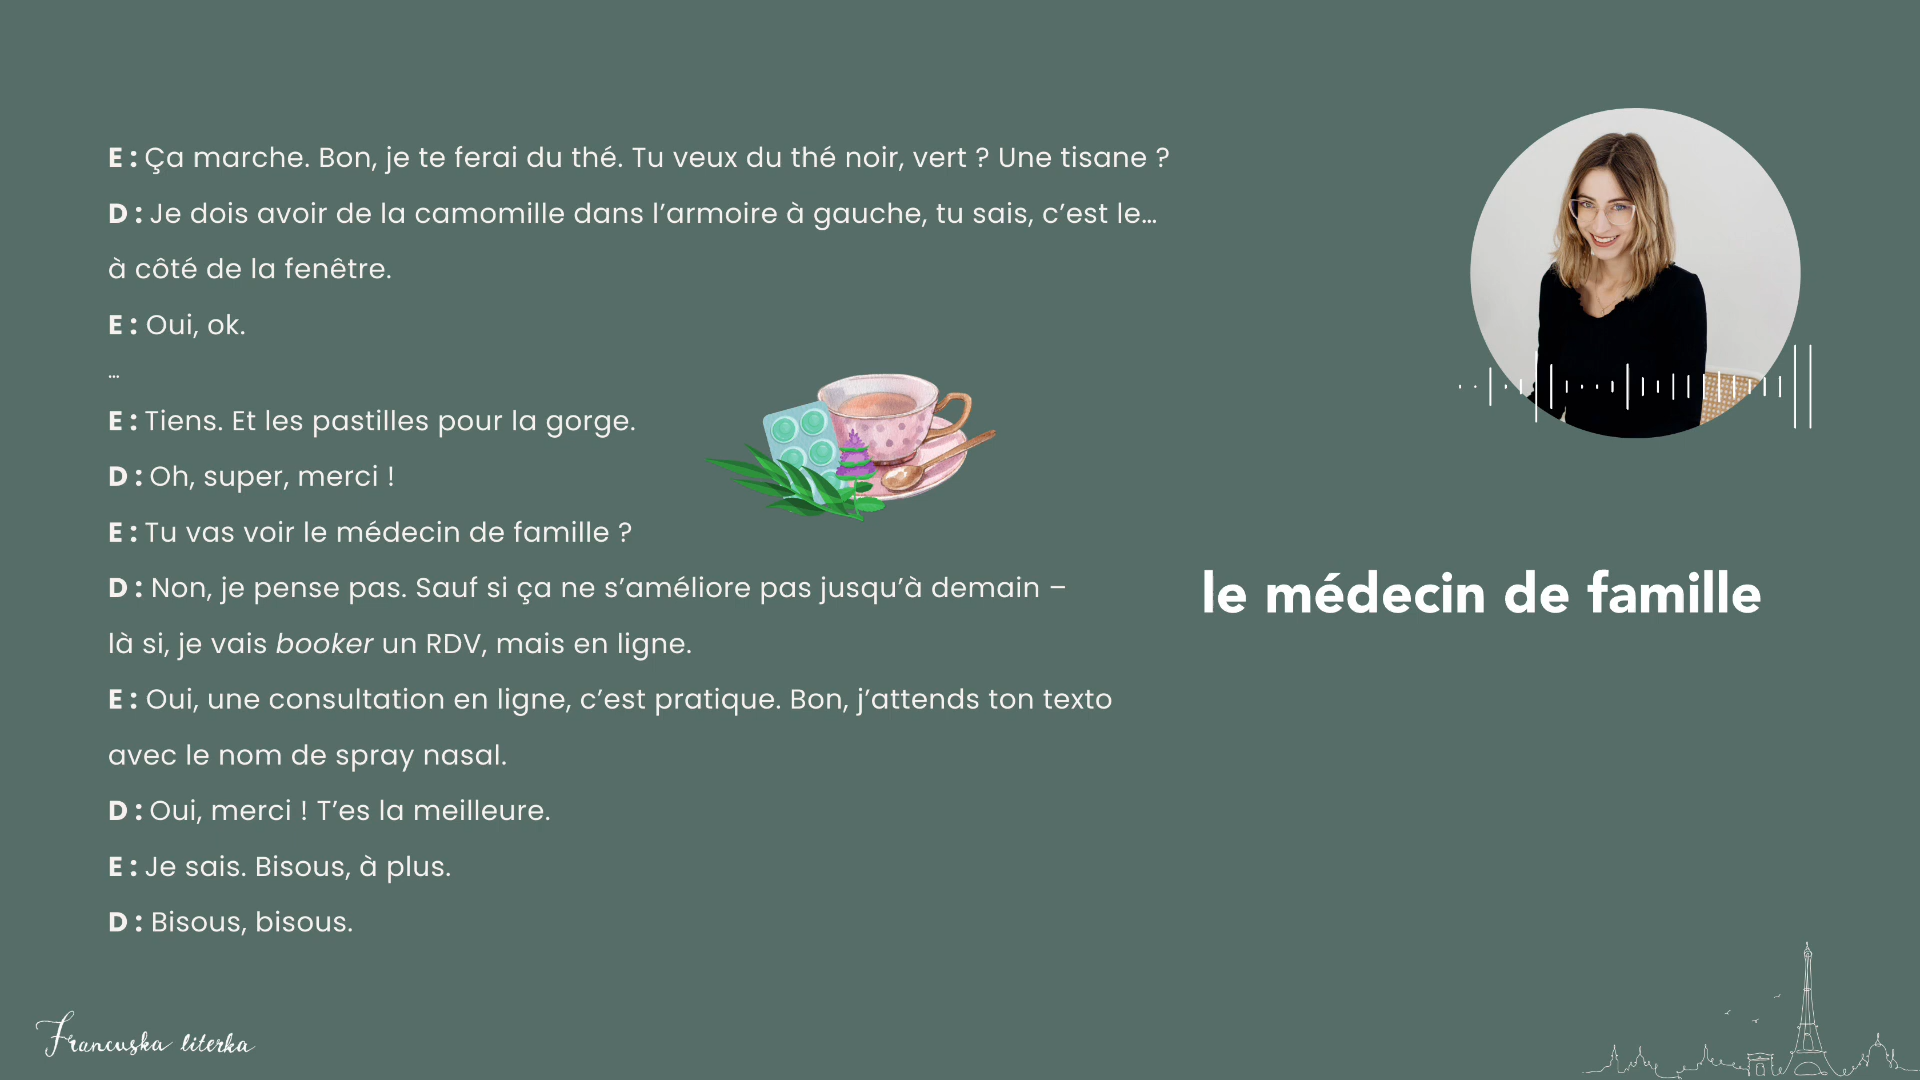 E : Ça marche. Bon, je te ferai du thé. Tu veux du thé noir, vert ? Une tisane ?
D : Je dois avoir de la camomille dans l’armoire à gauche, tu sais, c’est le…
à côté de la fenêtre.
E : Oui, ok.
…
E : Tiens. Et les pastilles pour la gorge.
D : Oh, super, merci !
E : Tu vas voir le médecin de famille ?
D : Non, je pense pas. Sauf si ça ne s’améliore pas jusqu’à demain –
là si, je vais booker un RDV, mais en ligne.
E : Oui, une consultation en ligne, c’est pratique. Bon, j’attends ton texto
avec le nom de spray nasal.
D : Oui, merci ! T’es la meilleure.
E : Je sais. Bisous, à plus.
D : Bisous, bisous.
le médecin de famille
Francuska literka